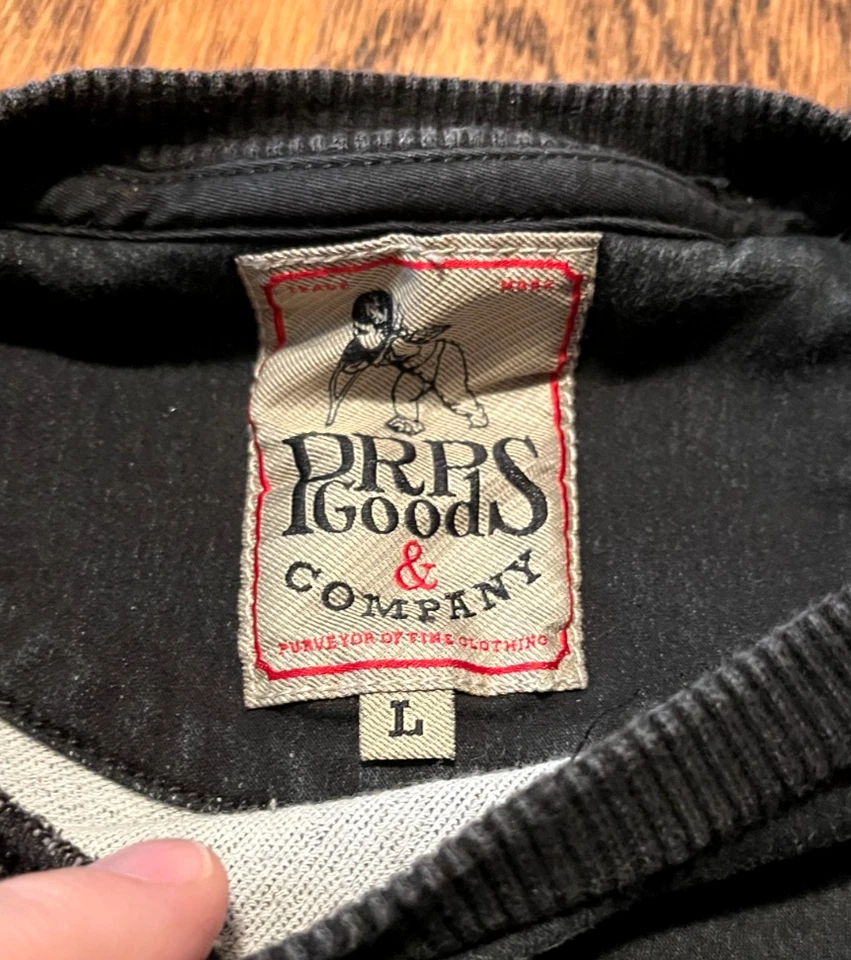 TRADE MARK
PRPS
GoodS
&
COMPANY
PURVEYOR OF FINE CLOTHING
L